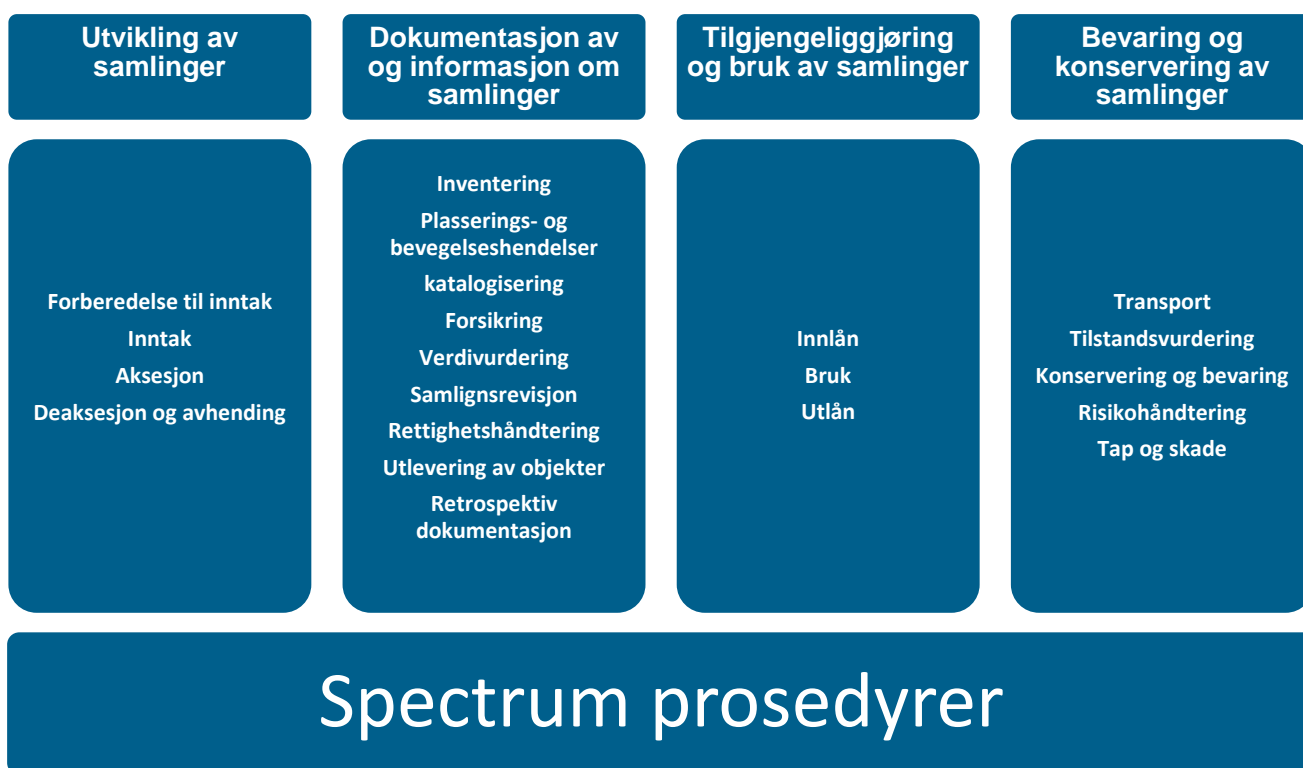 Utvikling av
samlinger
Dokumentasjon av
og informasjon om
samlinger
Tilgjengeliggjøring
og bruk av samlinger
Bevaring og
konservering av
samlinger
Forberedelse til inntak
Inntak
Aksesjon
Deaksesjon og avhending
Inventering
Plasserings- og
bevegelseshendelser
katalogisering
Forsikring
Verdivurdering
Samlignsrevisjon
Rettighetshåndtering
Utlevering av objekter
Retrospektiv
dokumentasjon
Innlån
Bruk
Utlån
Transport
Tilstandsvurdering
Konservering og bevaring
Risikohåndtering
Tap og skade
Spectrum prosedyrer